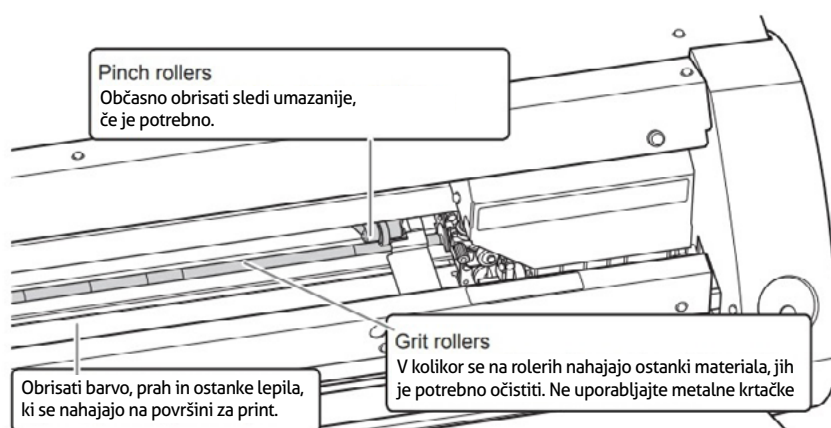 Pinch rollers
Občasno obrisati sledi umazanije,
če je potrebno.
Grit rollers
V kolikor se na rolerih nahajajo ostanki materiala, jih
je potrebno očistiti. Ne uporabljajte metalne krtačke
Obrisati barvo, prah in ostanke lepila,
ki se nahajajo na površini za print.